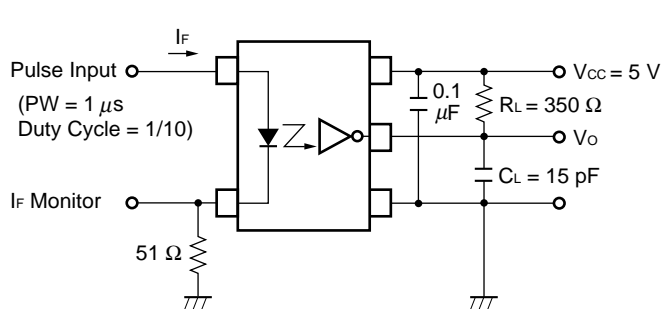 IF
Pulse Input
(PW = 1 μs
Duty Cycle = 1/10)
IF Monitor
51 Ω
0.1
μF
VCC = 5 V
RL = 350 Ω
VO
CL = 15 pF